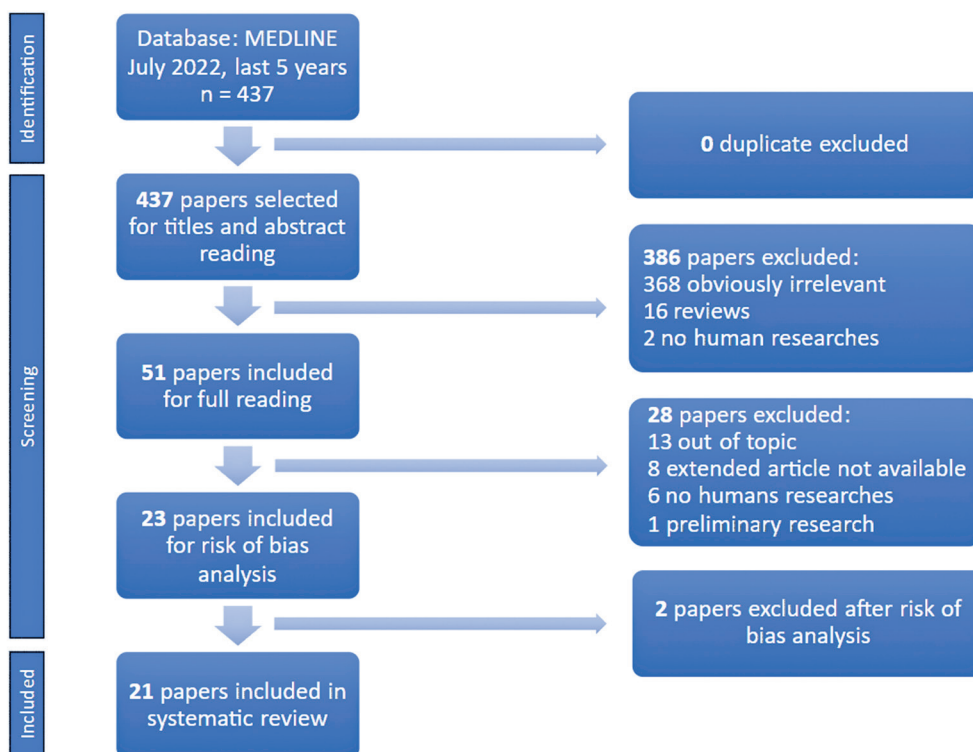 Identification
Database: MEDLINE
July 2022, last 5 years
n = 437
0 duplicate excluded
Screening
437 papers selected
for titles and abstract
reading
386 papers excluded:
368 obviously irrelevant
16 reviews
2 no human researches
51 papers included
for full reading
28 papers excluded:
13 out of topic
8 extended article not available
6 no humans researches
1 preliminary research
23 papers included
for risk of bias
analysis
2 papers excluded after risk of
bias analysis
Included
21 papers included in
systematic review